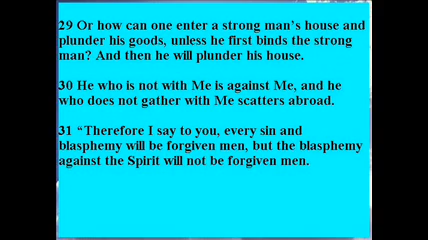 29 Or how can one enter a strong man’s house and
plunder his goods, unless he first binds the strong
man? And then he will plunder his house.
30 He who is not with Me is against Me, and he
who does not gather with Me scatters abroad.
31 “Therefore I say to you, every sin and
blasphemy will be forgiven men, but the blasphemy
against the Spirit will not be forgiven men.